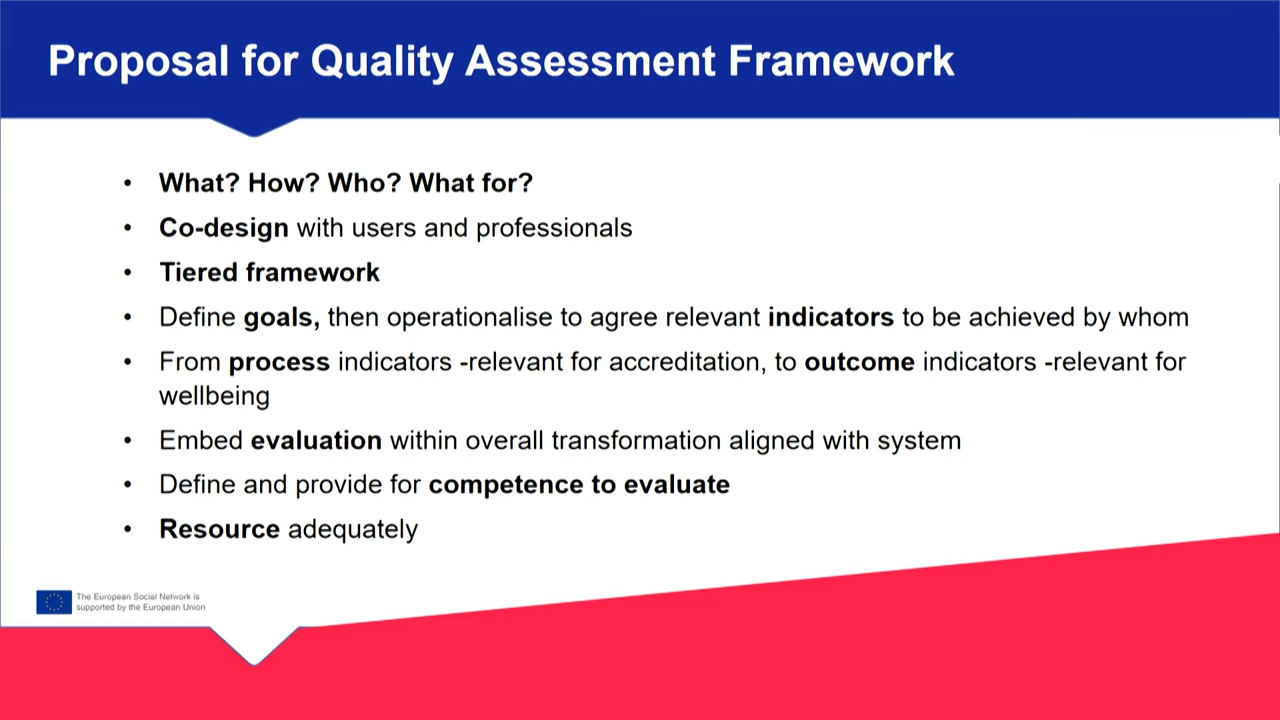 Proposal for Quality Assessment Framework
• What? How? Who? What for?
• Co-design with users and professionals
• Tiered framework
• Define goals, then operationalise to agree relevant indicators to be achieved by whom
• From process indicators -relevant for accreditation, to outcome indicators -relevant for
wellbeing
• Embed evaluation within overall transformation aligned with system
• Define and provide for competence to evaluate
• Resource adequately
The European Social Network is
supported by the European Union